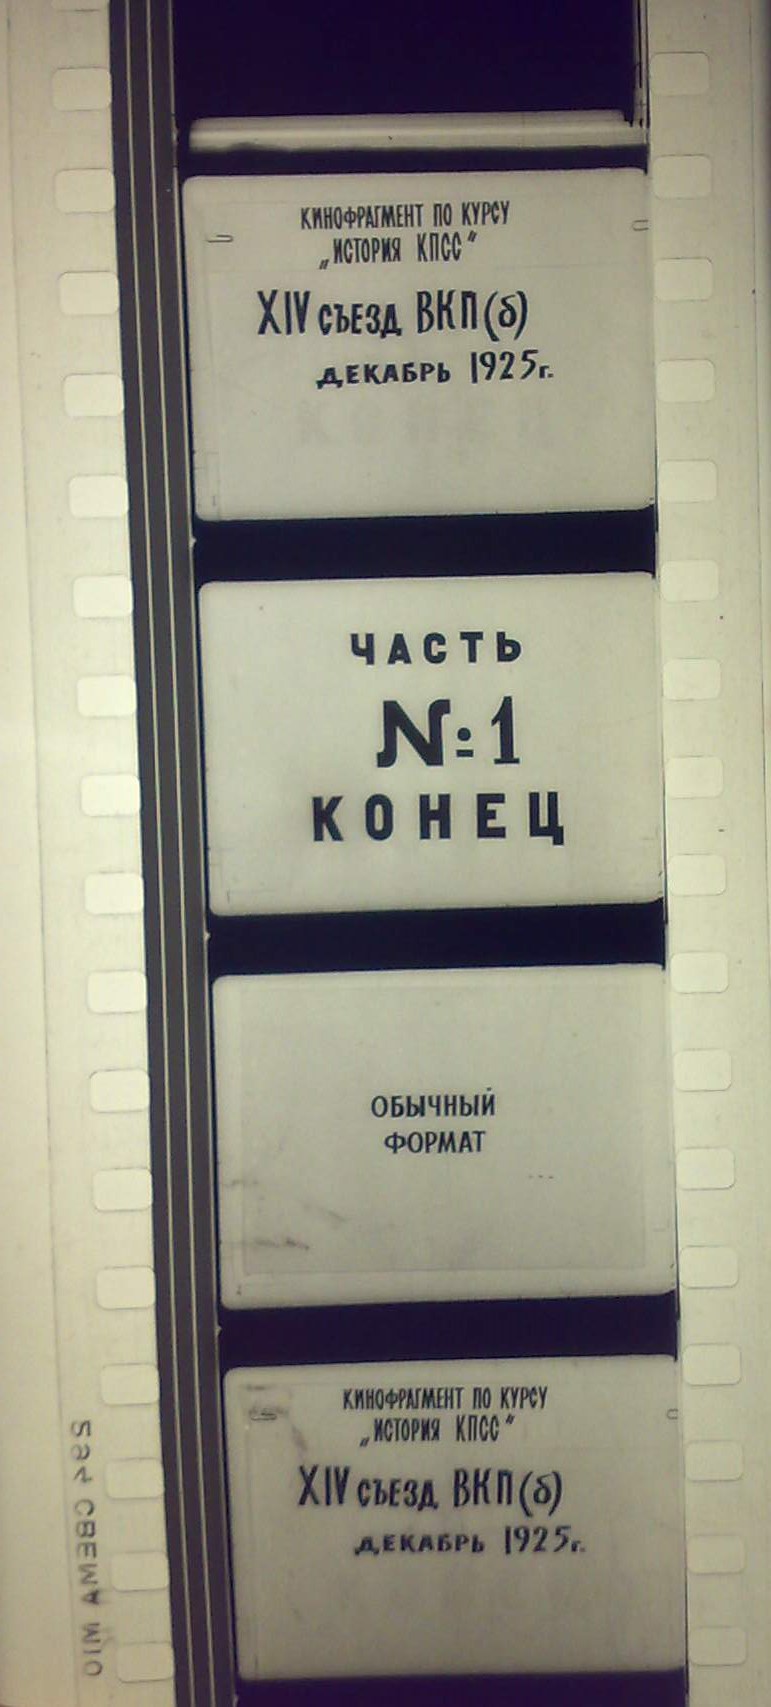 КИНОФРАГМЕНТ ПО КУРСУ
„ИСТОРИЯ КПСС“
XIV СЪЕЗД ВКП(б)
ДЕКАБРЬ 1925г.
ЧАСТЬ
№1
КОНЕЦ
ОБЫЧНЫЙ
ФОРМАТ
КИНОФРАГМЕНТ ПО КУРСУ
„ИСТОРИЯ КПСС“
XIV СЪЕЗД ВКП(б)
ДЕКАБРЬ 1925г.
СВЕМА